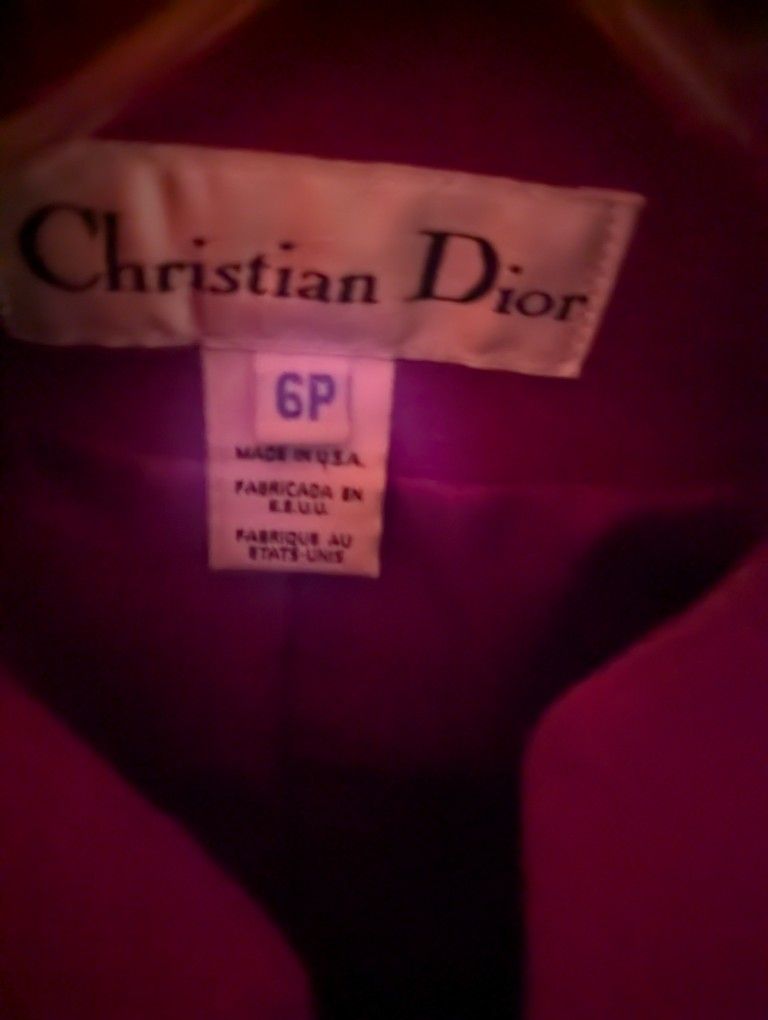 Christian Dior
6P
MADE IN U.S.A.
FABRICADA EN
E.E.U.U.
FABRIQUE AU
ETATS-UNIS